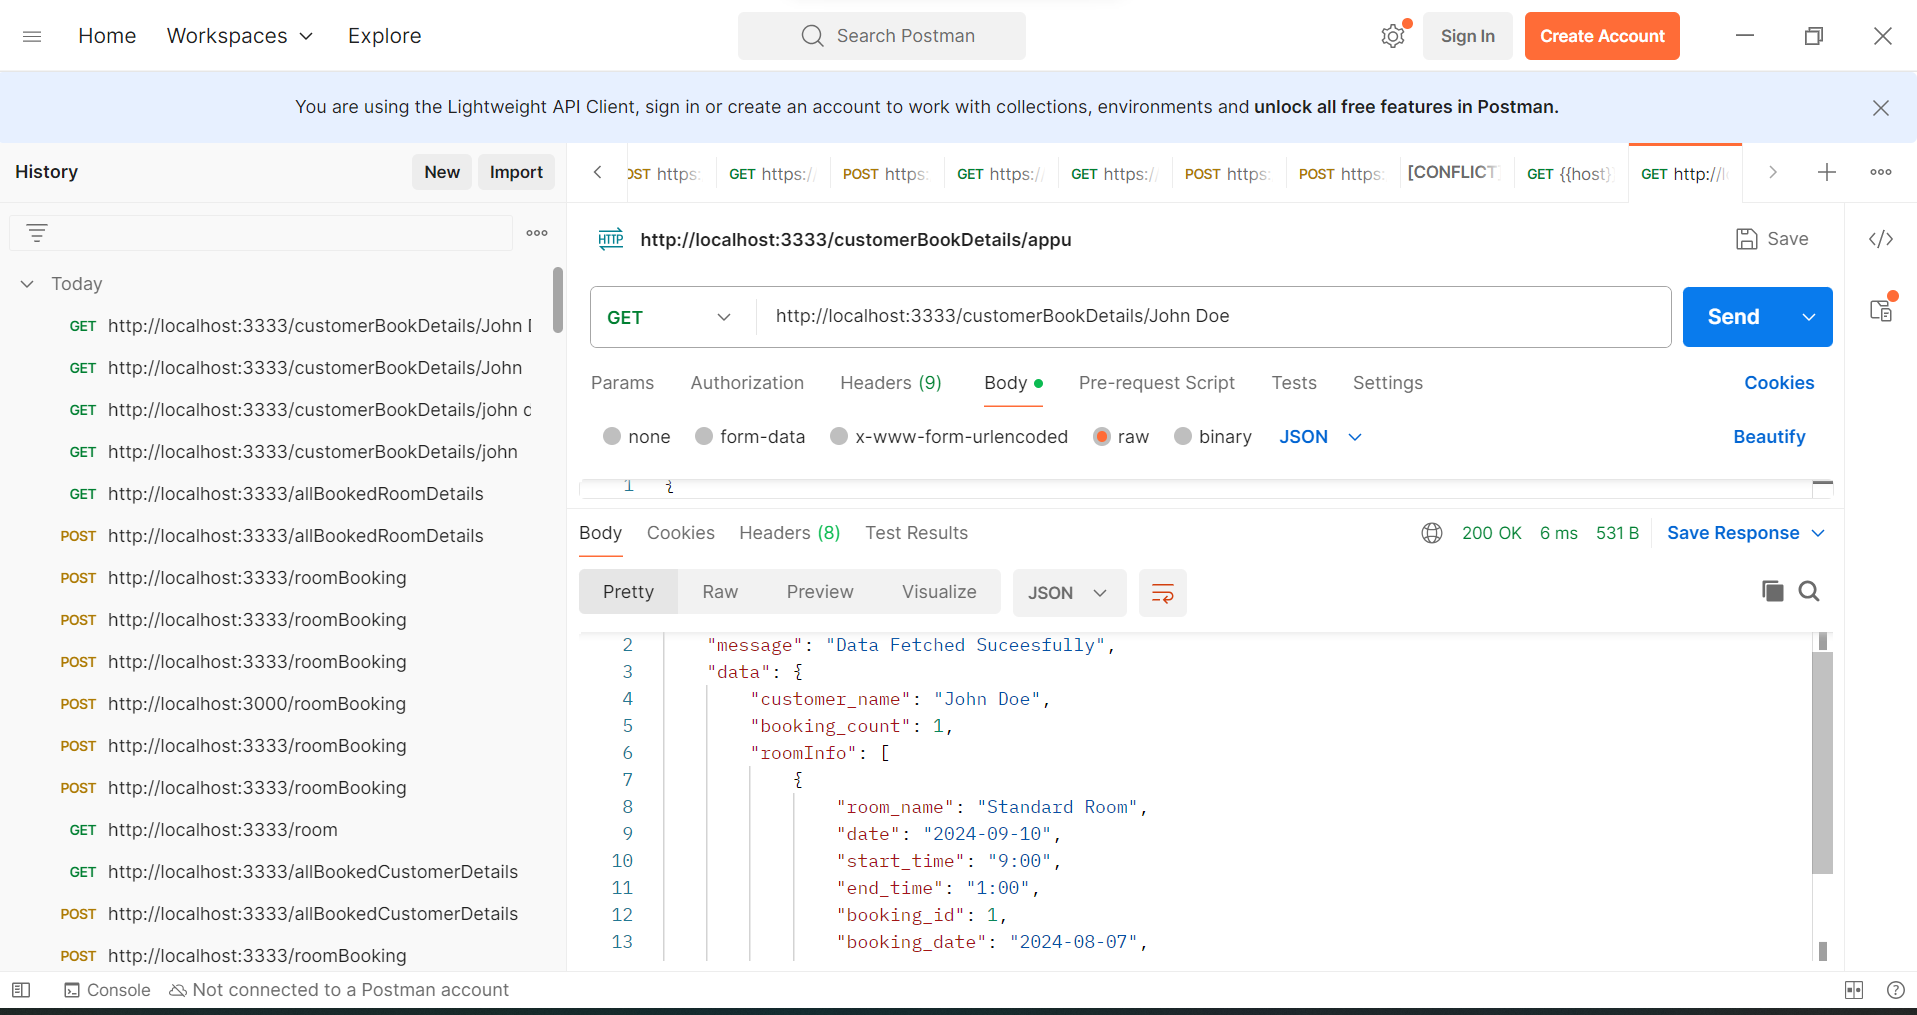 Home Workspaces Explore Search Postman Sign In Create Account
You are using the Lightweight API Client, sign in or create an account to work with collections, environments and unlock all free features in Postman.
History New Import
OST https: GET https:/ POST https: GET https:/ GET https:/ POST https: POST https: [CONFLICT] GET {{host} GET http://l
Today
GET http://localhost:3333/customerBookDetails/John D
GET http://localhost:3333/customerBookDetails/John
GET http://localhost:3333/customerBookDetails/john d
GET http://localhost:3333/customerBookDetails/john
GET http://localhost:3333/allBookedRoomDetails
POST http://localhost:3333/allBookedRoomDetails
POST http://localhost:3333/roomBooking
POST http://localhost:3333/roomBooking
POST http://localhost:3333/roomBooking
POST http://localhost:3000/roomBooking
POST http://localhost:3333/roomBooking
POST http://localhost:3333/roomBooking
GET http://localhost:3333/room
GET http://localhost:3333/allBookedCustomerDetails
POST http://localhost:3333/allBookedCustomerDetails
POST http://localhost:3333/roomBooking
HTTP http://localhost:3333/customerBookDetails/appu Save </>
GET http://localhost:3333/customerBookDetails/John Doe Send
Params Authorization Headers (9) Body Pre-request Script Tests Settings Cookies
none form-data x-www-form-urlencoded raw binary JSON Beautify
1 {
Body Cookies Headers (8) Test Results 200 OK 6 ms 531 B Save Response
Pretty Raw Preview Visualize JSON
2 "message": "Data Fetched Suceesfully",
3 "data": {
4 "customer_name": "John Doe",
5 "booking_count": 1,
6 "roomInfo": [
7 {
8 "room_name": "Standard Room",
9 "date": "2024-09-10",
10 "start_time": "9:00",
11 "end_time": "1:00",
12 "booking_id": 1,
13 "booking_date": "2024-08-07",
Console Not connected to a Postman account